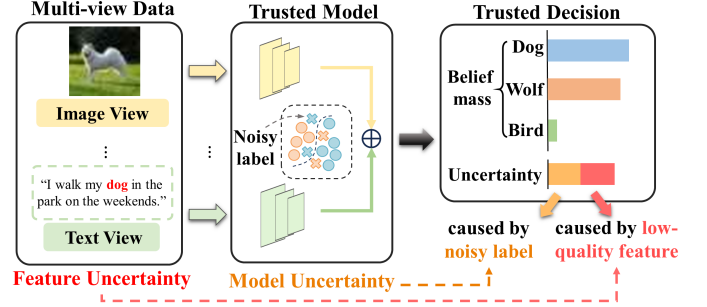 Multi-view Data
Image View
...
"I walk my dog in the
park on the weekends."
Text View
Feature Uncertainty
...
Trusted Model
Noisy
label
Model Uncertainty
Trusted Decision
Belief
mass
Dog
Wolf
Bird
Uncertainty
caused by
noisy label
caused by low-
quality feature